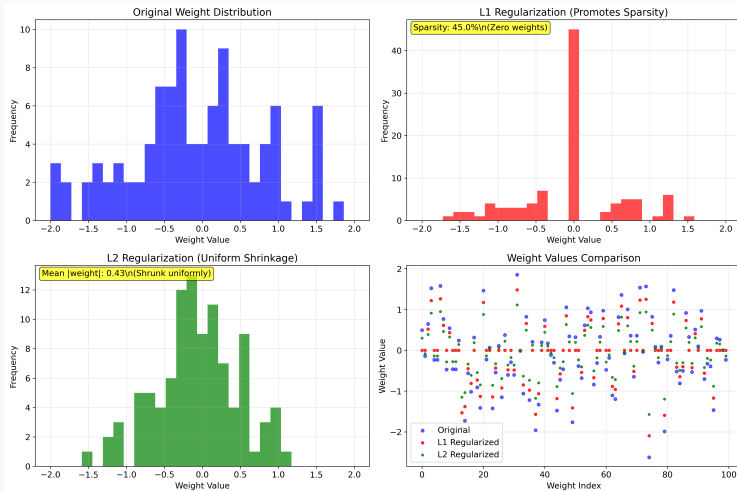 Original Weight Distribution
10
8
6
4
2
0
Frequency
−2.0 −1.5 −1.0 −0.5 0.0 0.5 1.0 1.5 2.0
Weight Value
L1 Regularization (Promotes Sparsity)
Sparsity: 45.0%\n(Zero weights)
40
30
20
10
0
Frequency
−2.0 −1.5 −1.0 −0.5 0.0 0.5 1.0 1.5 2.0
Weight Value
L2 Regularization (Uniform Shrinkage)
Mean |weight|: 0.43\n(Shrunk uniformly)
12
10
8
6
4
2
0
Frequency
−2.0 −1.5 −1.0 −0.5 0.0 0.5 1.0 1.5 2.0
Weight Value
Weight Values Comparison
2
1
0
−1
−2
Weight Value
Original
L1 Regularized
L2 Regularized
0 20 40 60 80 100
Weight Index